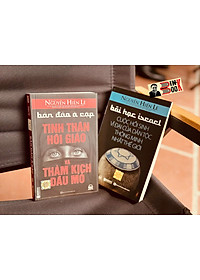 NGUYỄN HIẾN LÊ
bán đảo ả rập
TINH THẦN
HỒI GIÁO
VÀ
THẢM KỊCH
DẦU MỎ
NGUYỄN HIẾN LÊ
bài học israel
CUỘC HỒI SINH
VĨ ĐẠI CỦA DÂN TỘC
THÔNG MINH
NHẤT THẾ GIỚI